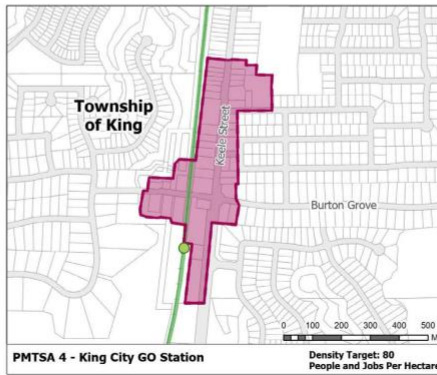 Township
of King
Keele Street
Burton Grove
0 100 200 300 400 500
M
PMTSA 4 - King City GO Station
Density Target: 80
People and Jobs Per Hectare